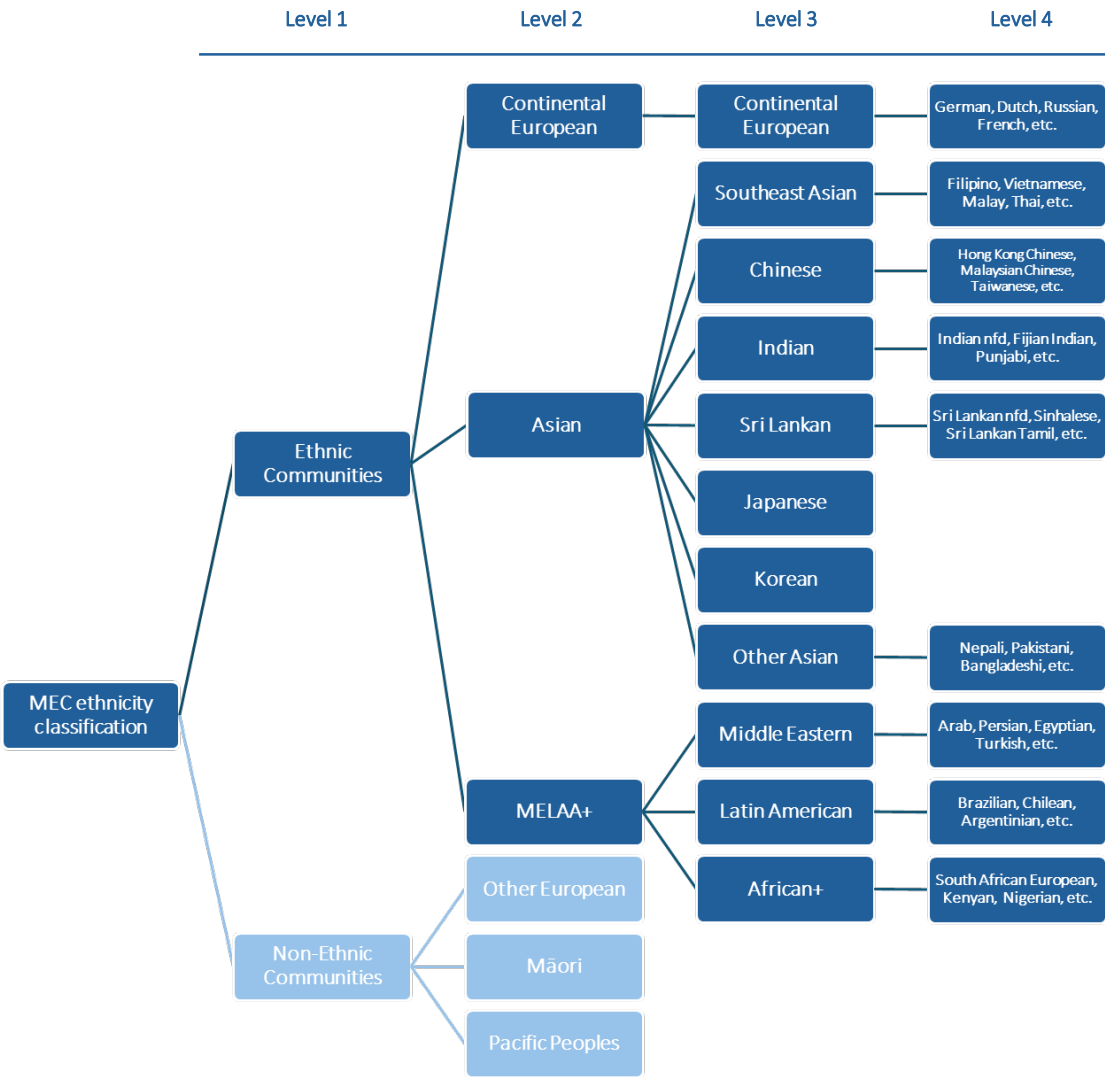 Level 1
Level 2
Level 3
Level 4
MEC ethnicity
classification
Ethnic
Communities
Non-Ethnic
Communities
Continental
European
Asian
MELAA+
Other European
Māori
Pacific Peoples
Continental
European
Southeast Asian
Chinese
Indian
Sri Lankan
Japanese
Korean
Other Asian
Middle Eastern
Latin American
African+
German, Dutch, Russian,
French, etc.
Filipino, Vietnamese,
Malay, Thai, etc.
Hong Kong Chinese,
Malaysian Chinese,
Taiwanese, etc.
Indian nfd, Fijian Indian,
Punjabi, etc.
Sri Lankan nfd, Sinhalese,
Sri Lankan Tamil, etc.
Nepali, Pakistani,
Bangladeshi, etc.
Arab, Persian, Egyptian,
Turkish, etc.
Brazilian, Chilean,
Argentinian, etc.
South African European,
Kenyan, Nigerian, etc.